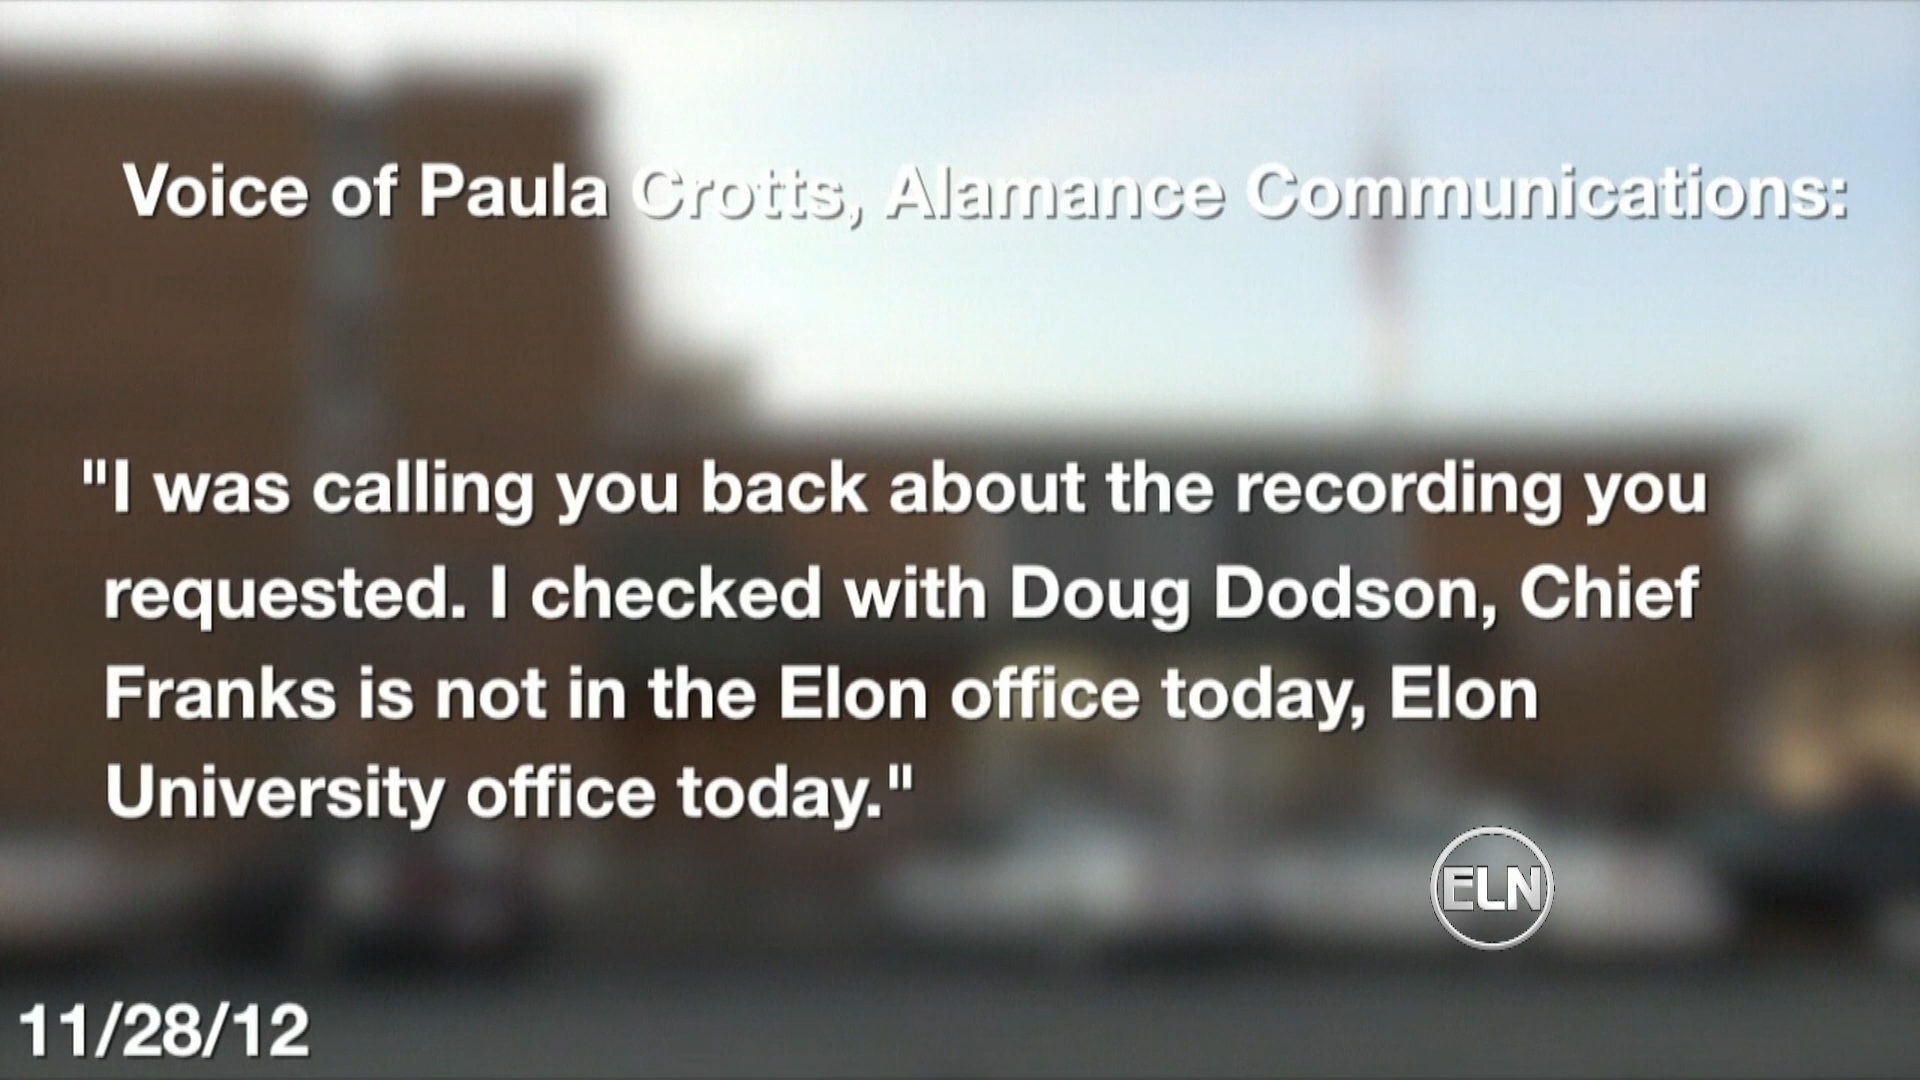 Voice of Paula Crotts, Alamance Communications:
"I was calling you back about the recording you
requested. I checked with Doug Dodson, Chief
Franks is not in the Elon office today, Elon
University office today."
ELN
11/28/12